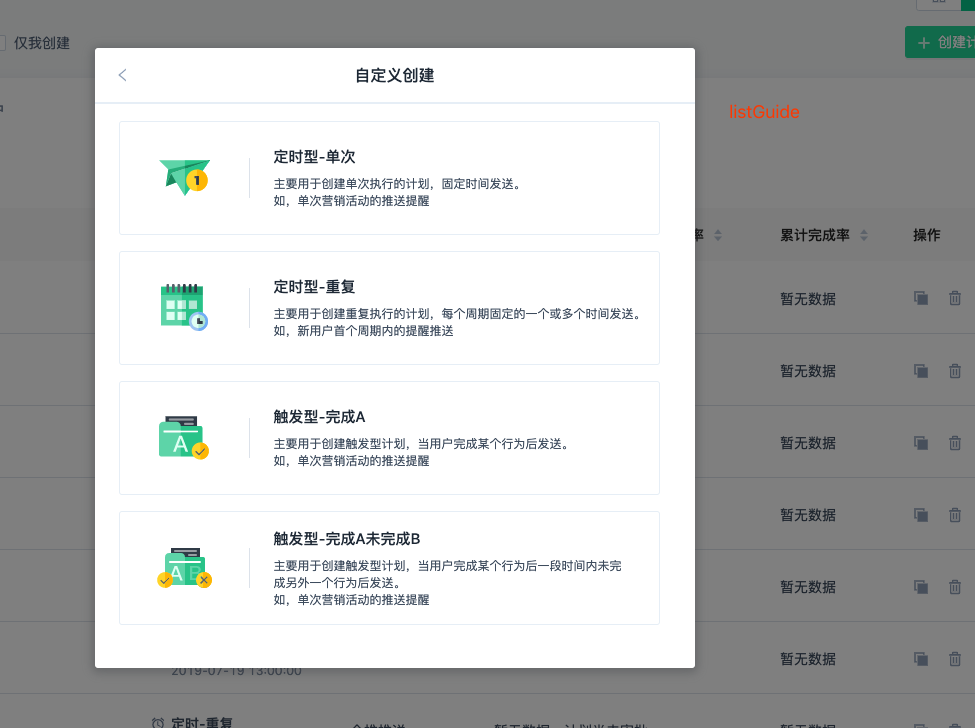 仅我创建
创建计
自定义创建
listGuide
定时型-单次
主要用于创建单次执行的计划，固定时间发送。
如，单次营销活动的推送提醒
率
累计完成率
操作
定时型-重复
主要用于创建重复执行的计划，每个周期固定的一个或多个时间发送。
如，新用户首个周期内的提醒推送
暂无数据
暂无数据
触发型-完成A
主要用于创建触发型计划，当用户完成某个行为后发送。
如，单次营销活动的推送提醒
暂无数据
暂无数据
触发型-完成A未完成B
主要用于创建触发型计划，当用户完成某个行为后一段时间内未完
成另外一个行为后发送。
如，单次营销活动的推送提醒
暂无数据
暂无数据
2019-07-19 13:00:00
定时-重复